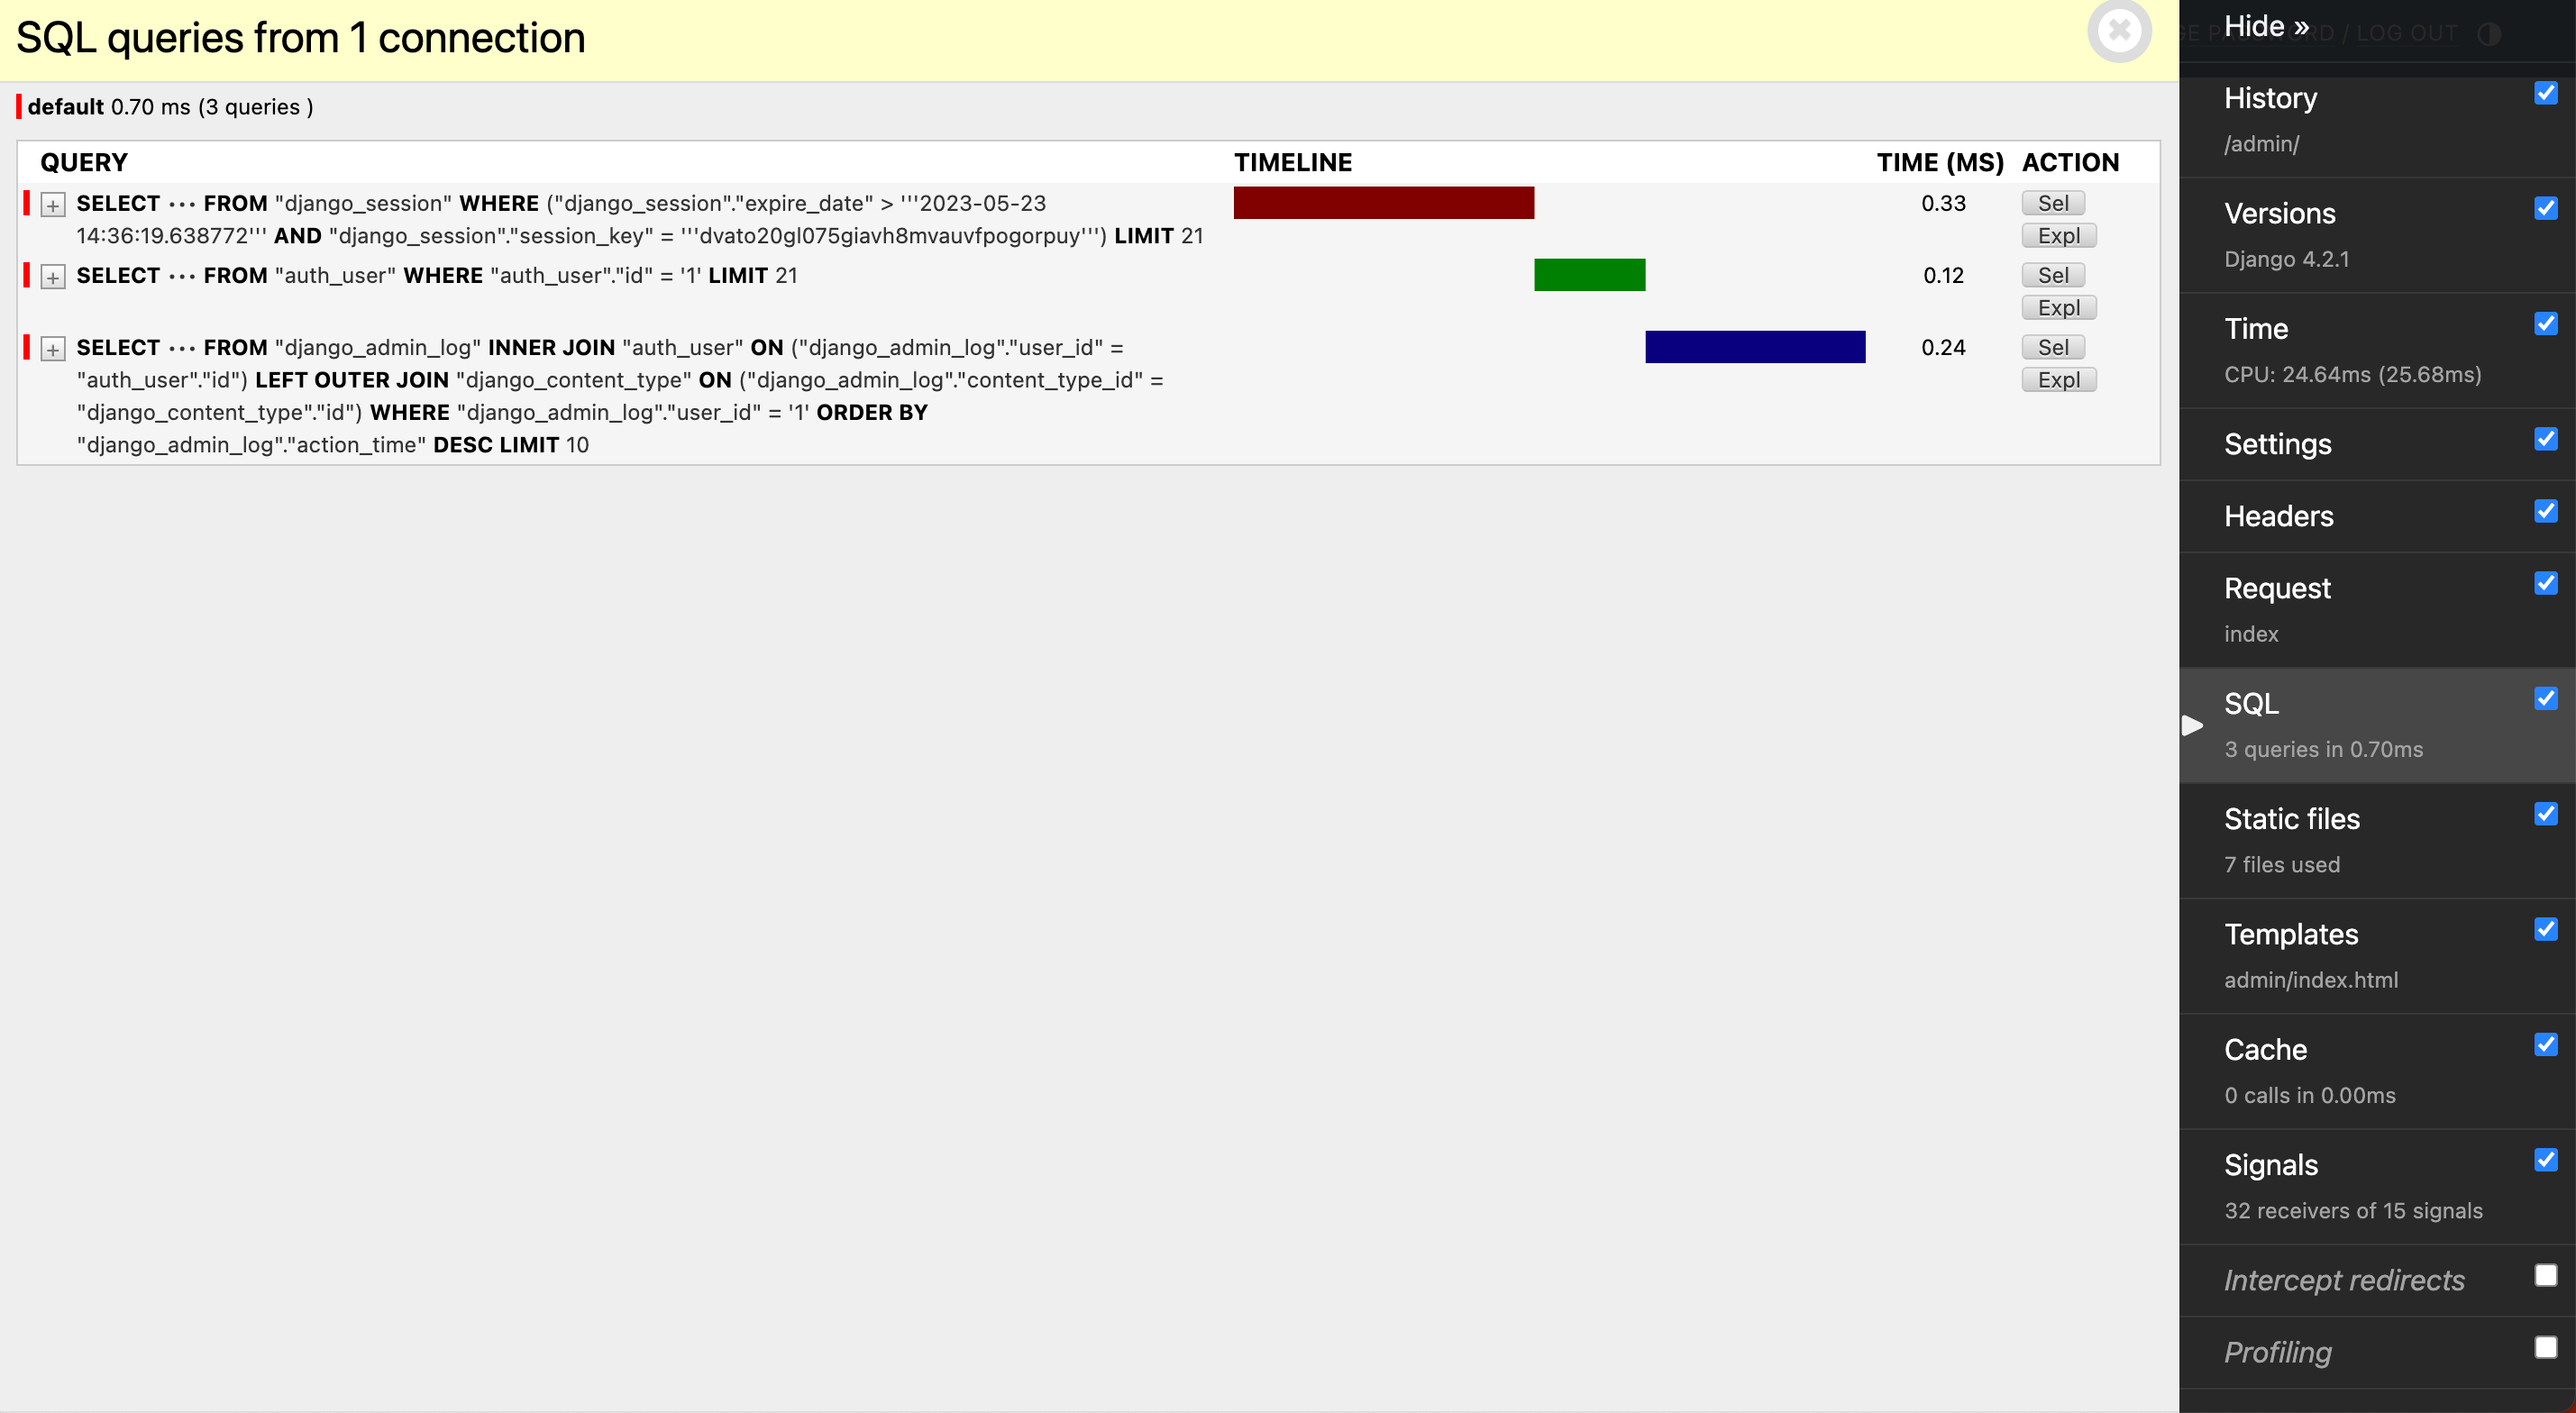 SQL queries from 1 connection
default 0.70 ms (3 queries )
QUERY TIMELINE TIME (MS) ACTION
+ SELECT ••• FROM "django_session" WHERE ("django_session"."expire_date" > '''2023-05-23 0.33 Sel
14:36:19.638772''' AND "django_session"."session_key" = '''dvato20gl075giavh8mvauvfpogorpuy''') LIMIT 21 Expl
+ SELECT ••• FROM "auth_user" WHERE "auth_user"."id" = '1' LIMIT 21 0.12 Sel
Expl
+ SELECT ••• FROM "django_admin_log" INNER JOIN "auth_user" ON ("django_admin_log"."user_id" = 0.24 Sel
"auth_user"."id") LEFT OUTER JOIN "django_content_type" ON ("django_admin_log"."content_type_id" = Expl
"django_content_type"."id") WHERE "django_admin_log"."user_id" = '1' ORDER BY
"django_admin_log"."action_time" DESC LIMIT 10
Hide »
/ LOG OUT
History
/admin/
Versions
Django 4.2.1
Time
CPU: 24.64ms (25.68ms)
Settings
Headers
Request
index
SQL
3 queries in 0.70ms
Static files
7 files used
Templates
admin/index.html
Cache
0 calls in 0.00ms
Signals
32 receivers of 15 signals
Intercept redirects
Profiling